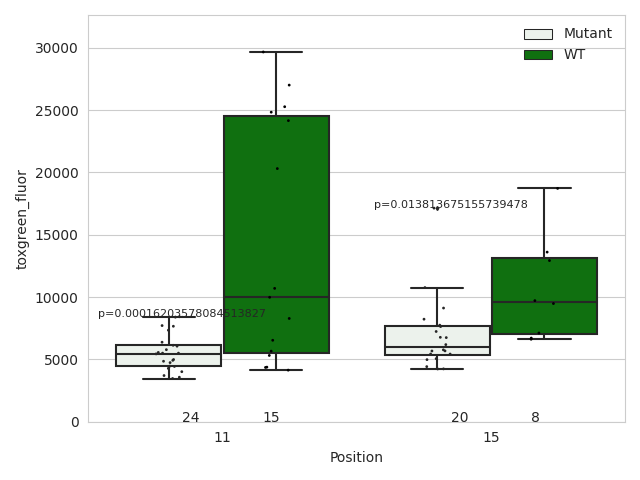 Mutant
WT
30000
25000
20000
15000
10000
5000
0
toxgreen_fluor
p=0.00016203578084513827
p=0.013813675155739478
24 15 20 8
11 15
Position